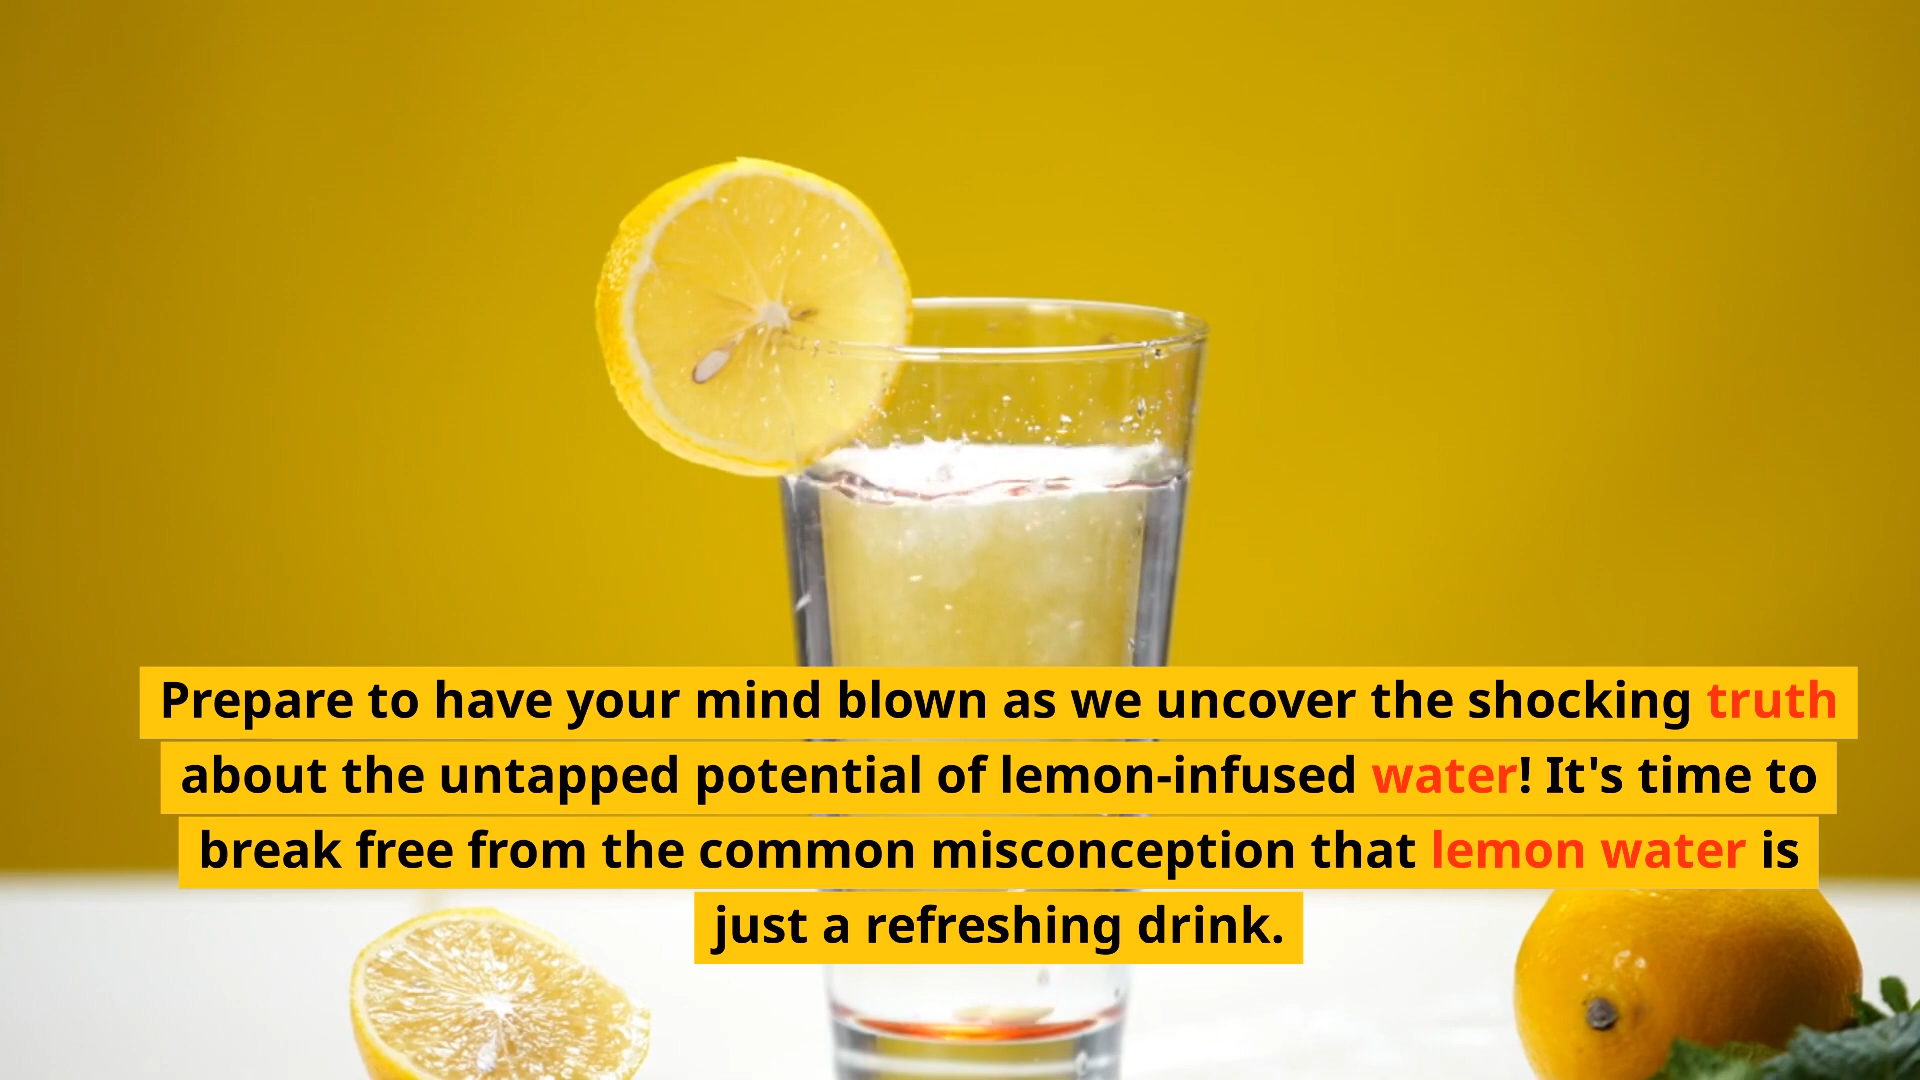 Prepare to have your mind blown as we uncover the shocking truth
about the untapped potential of lemon-infused water! It's time to
break free from the common misconception that lemon water is
just a refreshing drink.